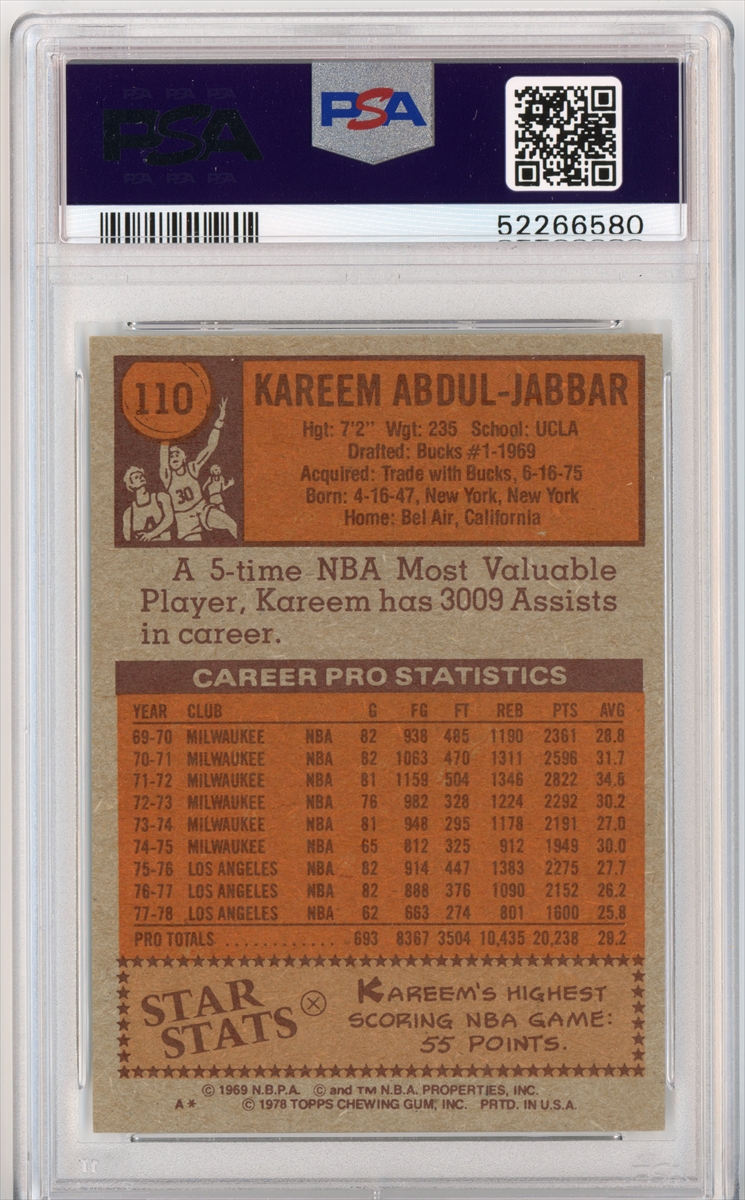 PSA PSA PSA
PSA
PSA PSA PSA
PSA
52266580
110
KAREEM ABDUL-JABBAR
Hgt: 7'2" Wgt: 235 School: UCLA
Drafted: Bucks #1-1969
Acquired: Trade with Bucks, 6-16-75
Born: 4-16-47, New York, New York
Home: Bel Air, California
30
A 5-time NBA Most Valuable
Player, Kareem has 3009 Assists
in career.
CAREER PRO STATISTICS
YEAR CLUB G FG FT REB PTS AVG
69-70 MILWAUKEE NBA 82 938 485 1190 2361 28.8
70-71 MILWAUKEE NBA 82 1063 470 1311 2596 31.7
71-72 MILWAUKEE NBA 81 1159 504 1346 2822 34.8
72-73 MILWAUKEE NBA 76 982 328 1224 2292 30.2
73-74 MILWAUKEE NBA 81 948 295 1178 2191 27.0
74-75 MILWAUKEE NBA 65 812 325 912 1949 30.0
75-76 LOS ANGELES NBA 82 914 447 1383 2275 27.7
76-77 LOS ANGELES NBA 82 888 376 1090 2152 26.2
77-78 LOS ANGELES NBA 62 663 274 801 1600 25.8
PRO TOTALS ............ 693 8367 3504 10,435 20,238 29.2
STAR
STATS
KAREEM'S HIGHEST
SCORING NBA GAME:
55 POINTS.
© 1969 N.B.P.A. © and TM N.B.A. PROPERTIES, INC.
A* © 1978 TOPPS CHEWING GUM, INC. PRTD. IN U.S.A.